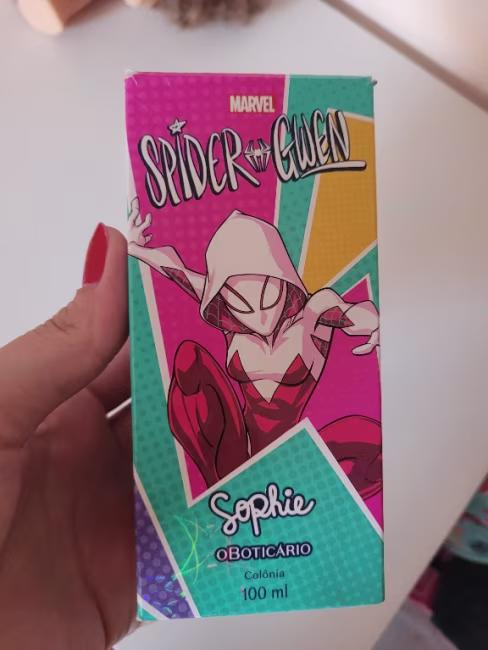 MARVEL
SPIDER GWEN
Sophie
oBOTICÁRIO
Colônia
100 ml